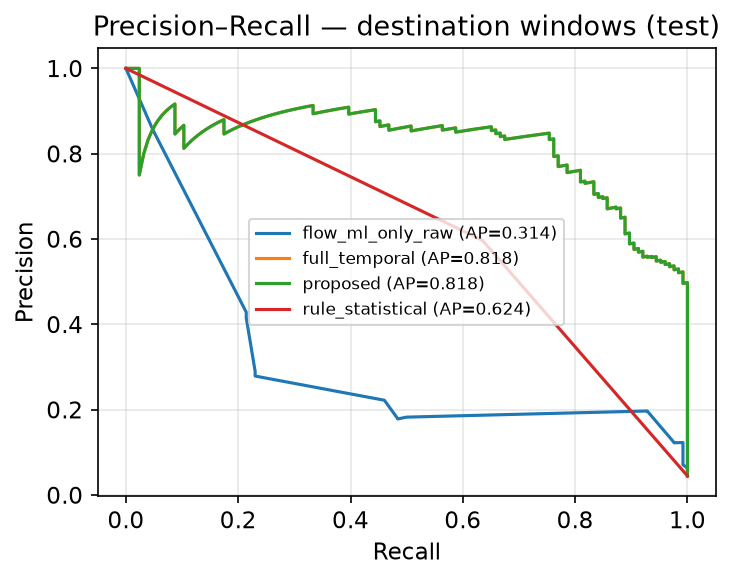 Precision–Recall — destination windows (test)
1.0
0.8
0.6
0.4
0.2
0.0
Precision
flow_ml_only_raw (AP=0.314)
full_temporal (AP=0.818)
proposed (AP=0.818)
rule_statistical (AP=0.624)
0.0 0.2 0.4 0.6 0.8 1.0
Recall